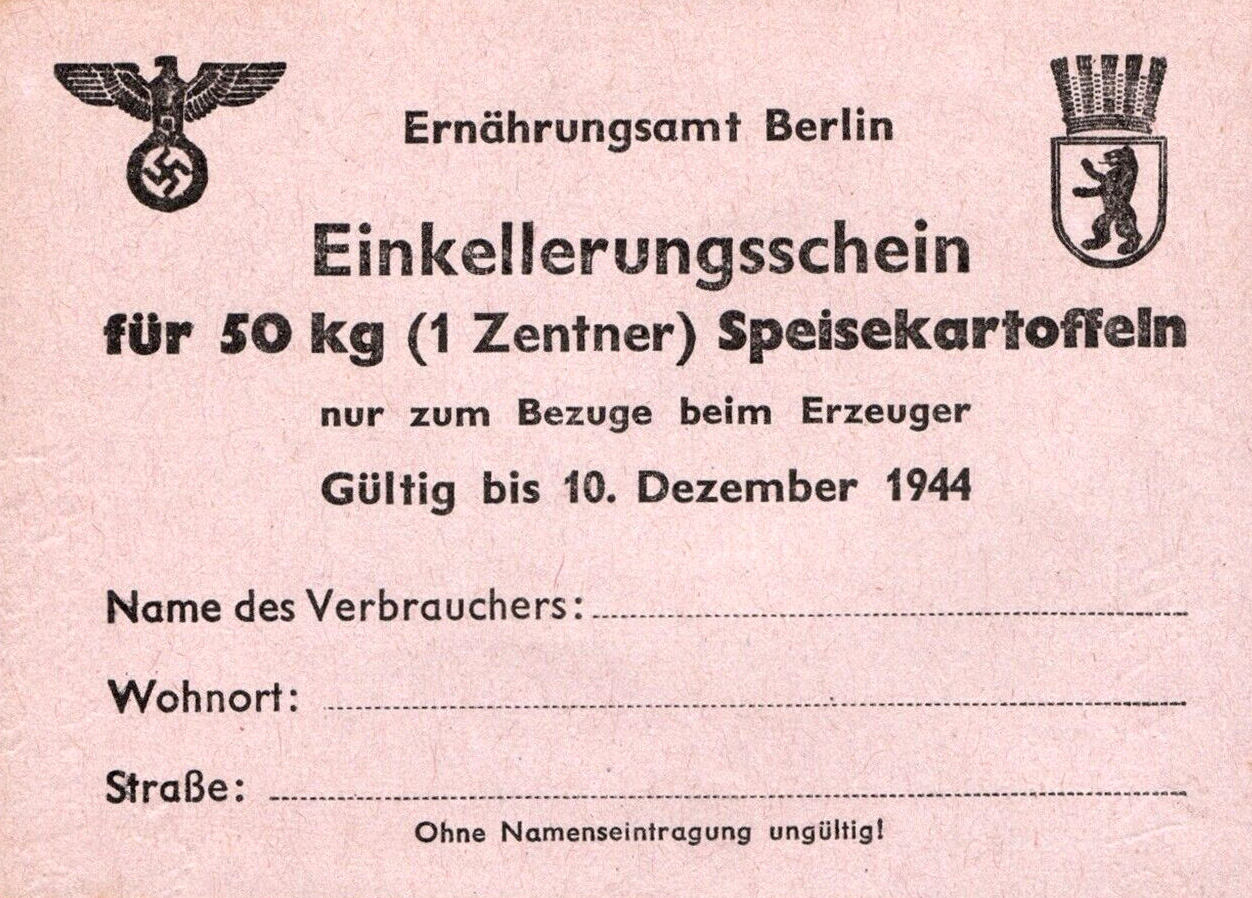 Ernährungsamt Berlin
Einkellerungsschein
für 50 kg (1 Zentner) Speisekartoffeln
nur zum Bezuge beim Erzeuger
Gültig bis 10. Dezember 1944
Name des Verbrauchers:
Wohnort:
Straße:
Ohne Namenseintragung ungültig!